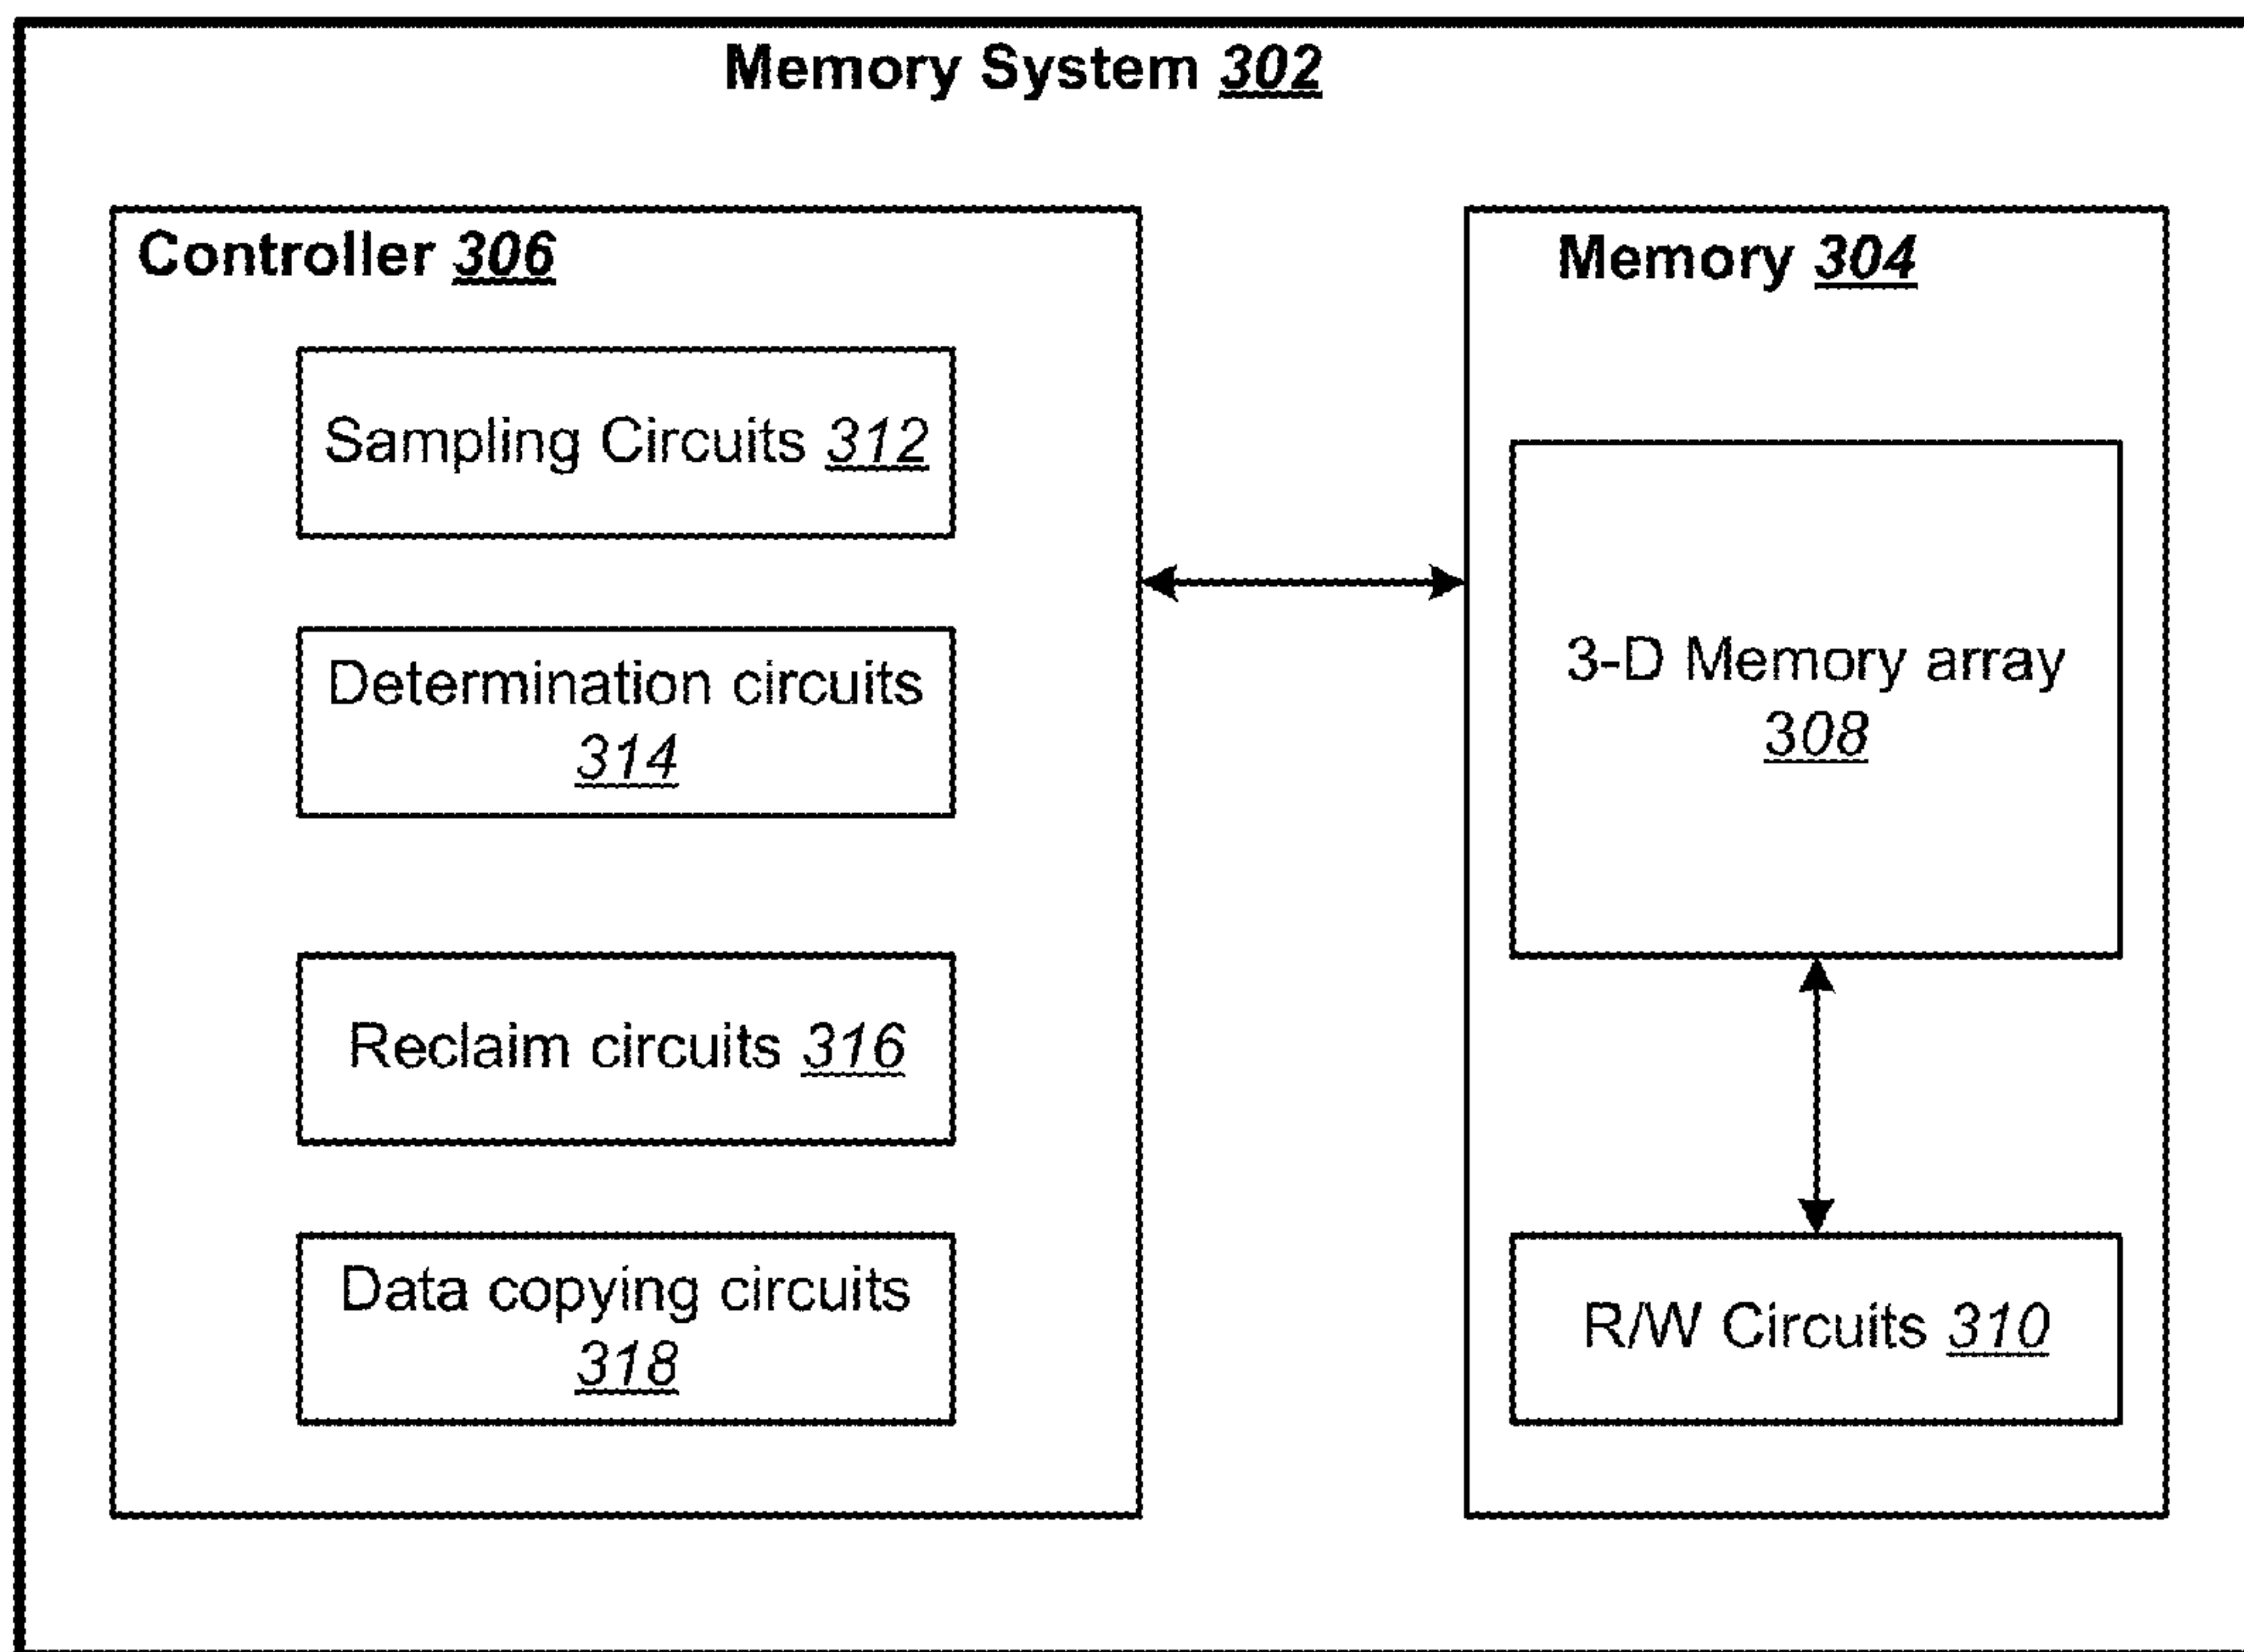 Memory System 302
Controller 306
Sampling Circuits 312
Determination circuits
314
Reclaim circuits 316
Data copying circuits
318
Memory 304
3-D Memory array
308
R/W Circuits 310